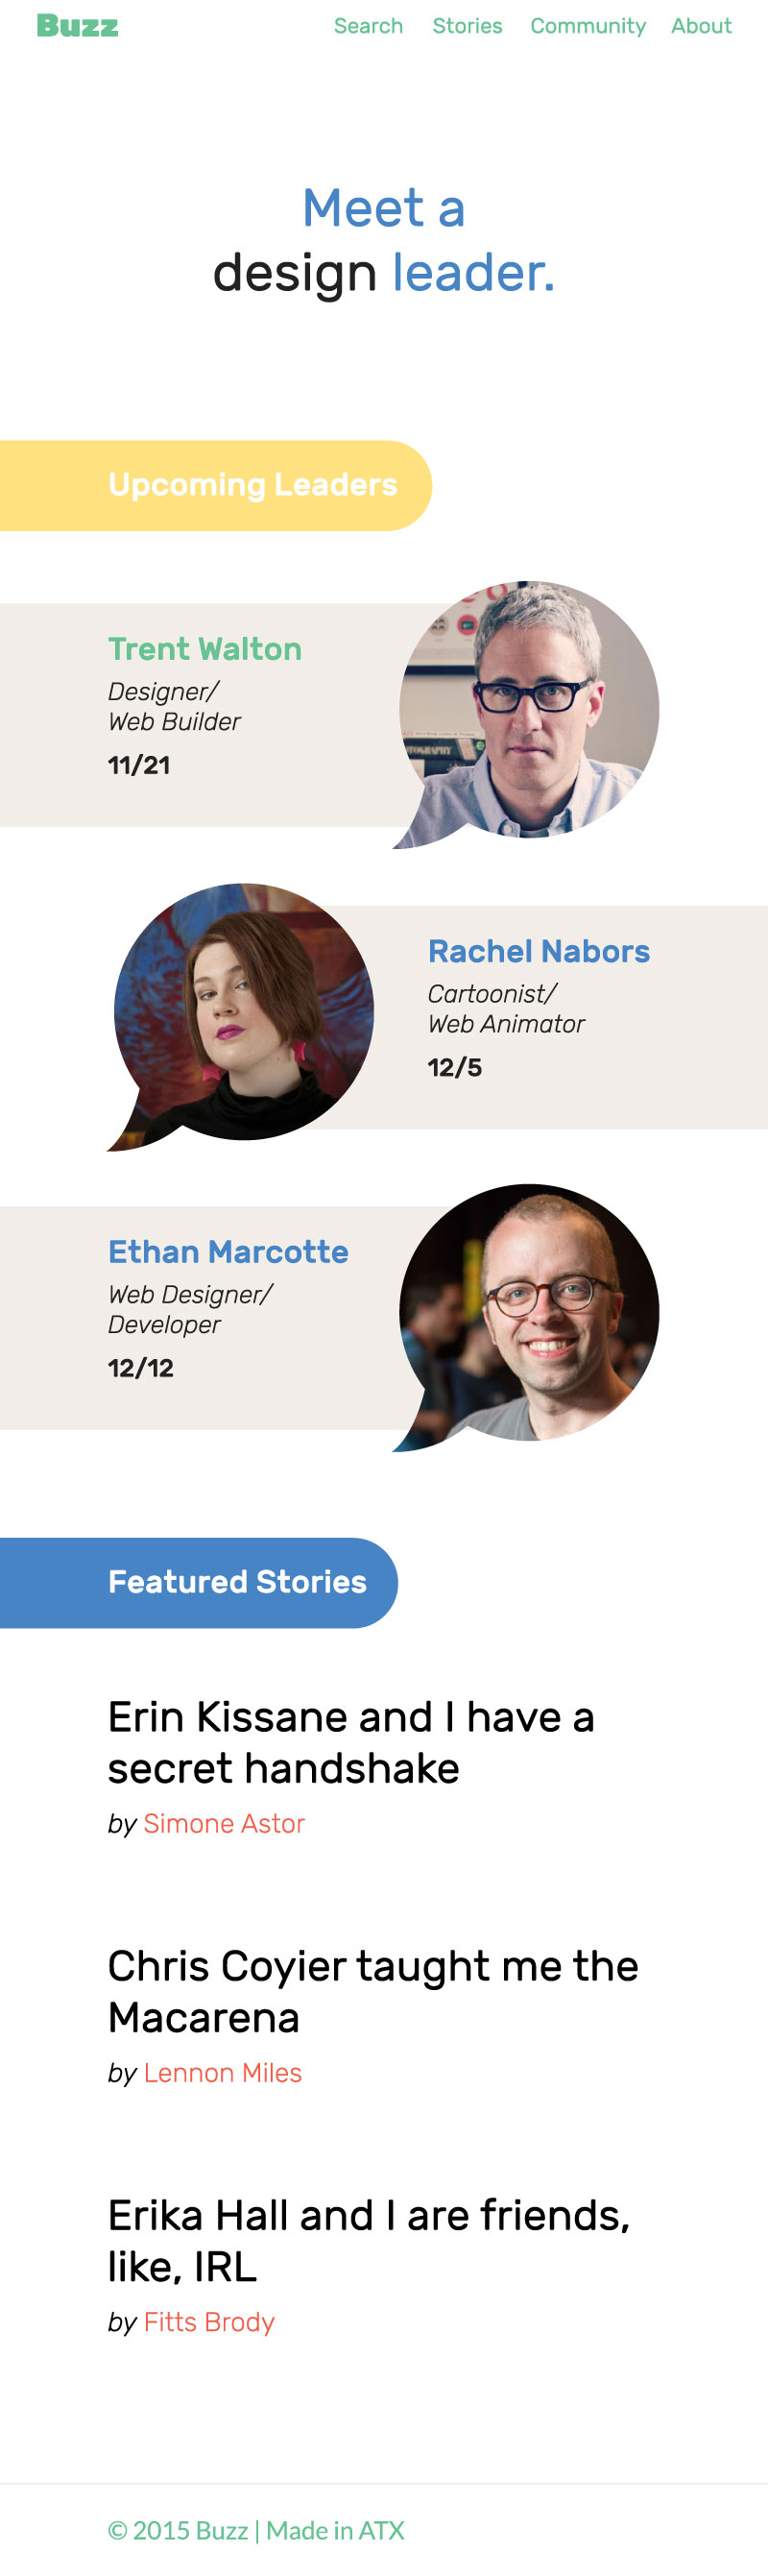 Buzz
Search Stories Community About
Meet a
design leader.
Upcoming Leaders
Trent Walton
Designer/
Web Builder
11/21
Rachel Nabors
Cartoonist/
Web Animator
12/5
Ethan Marcotte
Web Designer/
Developer
12/12
Featured Stories
Erin Kissane and I have a
secret handshake
by Simone Astor
Chris Coyier taught me the
Macarena
by Lennon Miles
Erika Hall and I are friends,
like, IRL
by Fitts Brody
© 2015 Buzz | Made in ATX